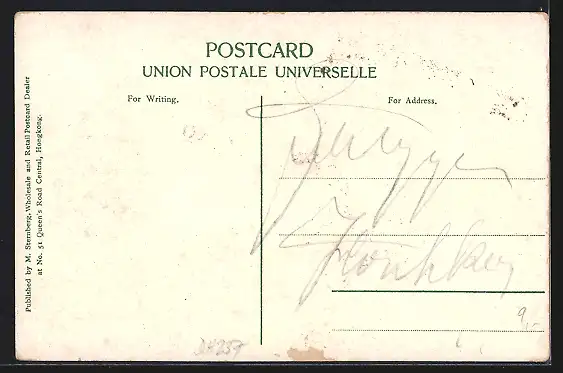 POSTCARD
UNION POSTALE UNIVERSELLE
For Writing.
For Address.
Published by M. Sternberg, Wholesale and Retail Postcard Dealer
at No. 51 Queen's Road Central, Hongkong.